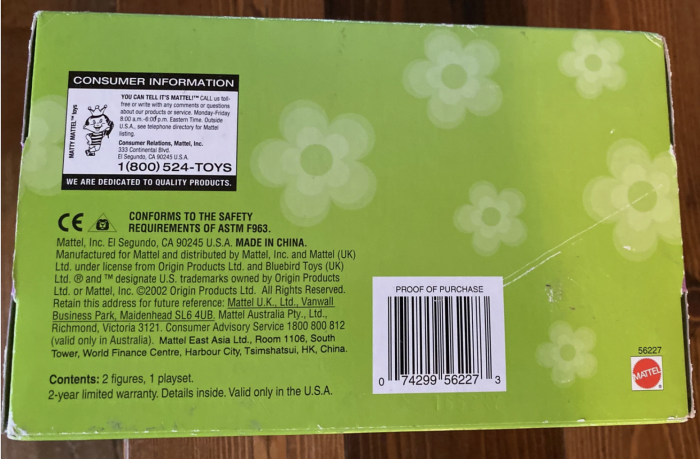 CONSUMER INFORMATION
MATTY MATTEL™ toys
YOU CAN TELL IT'S MATTEL!™ CALL us toll-
free or write with any comments or questions
about our products or service. Monday-Friday
8:00 a.m.-6:00 p.m. Eastern Time. Outside
U.S.A., see telephone directory for Mattel
listing.
Consumer Relations, Mattel, Inc.
333 Continental Blvd.
El Segundo, CA 90245 U.S.A.
1(800) 524-TOYS
WE ARE DEDICATED TO QUALITY PRODUCTS.
CE
CONFORMS TO THE SAFETY
REQUIREMENTS OF ASTM F963.
Mattel, Inc. El Segundo, CA 90245 U.S.A. MADE IN CHINA.
Manufactured for Mattel and distributed by Mattel, Inc. and Mattel (UK)
Ltd. under license from Origin Products Ltd. and Bluebird Toys (UK)
Ltd. ® and ™ designate U.S. trademarks owned by Origin Products
Ltd. or Mattel, Inc. ©2002 Origin Products Ltd. All Rights Reserved.
Retain this address for future reference: Mattel U.K., Ltd., Vanwall
Business Park, Maidenhead SL6 4UB. Mattel Australia Pty., Ltd.,
Richmond, Victoria 3121. Consumer Advisory Service 1800 800 812
(valid only in Australia). Mattel East Asia Ltd., Room 1106, South
Tower, World Finance Centre, Harbour City, Tsimshatsui, HK, China.
Contents: 2 figures, 1 playset.
2-year limited warranty. Details inside. Valid only in the U.S.A.
PROOF OF PURCHASE
0 74299 56227 3
56227
MATTEL
®